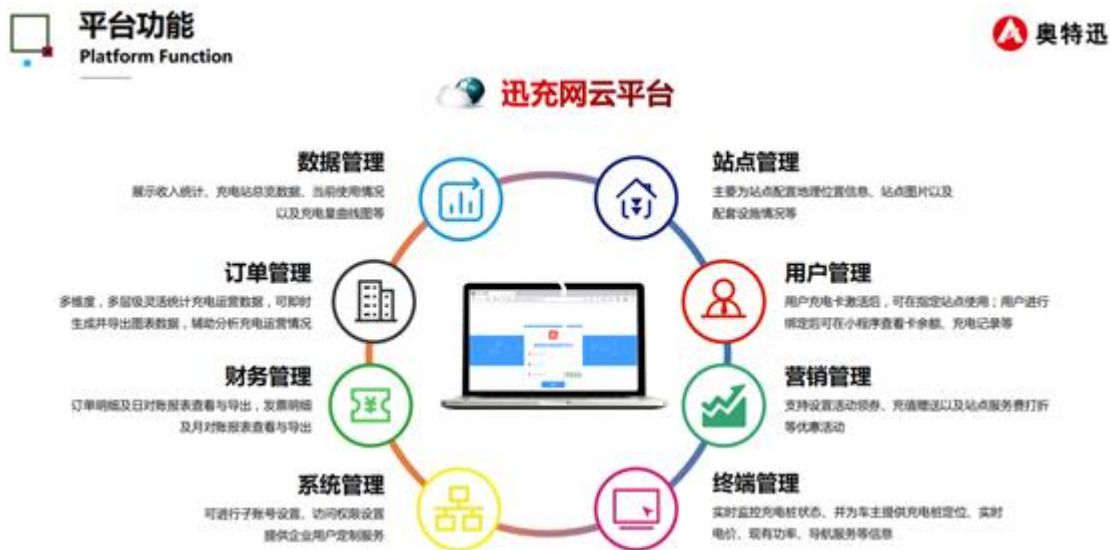 平台功能
Platform Function
奥特迅
迅充网云平台
数据管理
展示收入统计、充电站总览数据、当前使用情况
以及充电量曲线图等
站点管理
主要为站点配置地理位置信息、站点图片以及
配套设施情况等
订单管理
多维度，多层级灵活统计充电运营数据，可即时
生成并导出图表数据，辅助分析充电运营情况
用户管理
用户充电卡激活后，可在指定站点使用；用户进行
绑定后可在小程序查看卡余额、充电记录等
财务管理
订单明细及日对账报表查看与导出，发票明细
及月对账报表查看与导出
营销管理
支持设置活动领券、充值赠送以及站点服务费打折
等优惠活动
系统管理
可进行子账号设置、访问权限设置
提供企业用户定制服务
终端管理
实时监控充电桩状态、并为车主提供充电桩定位、实时
电价、现有功率、导航服务等信息